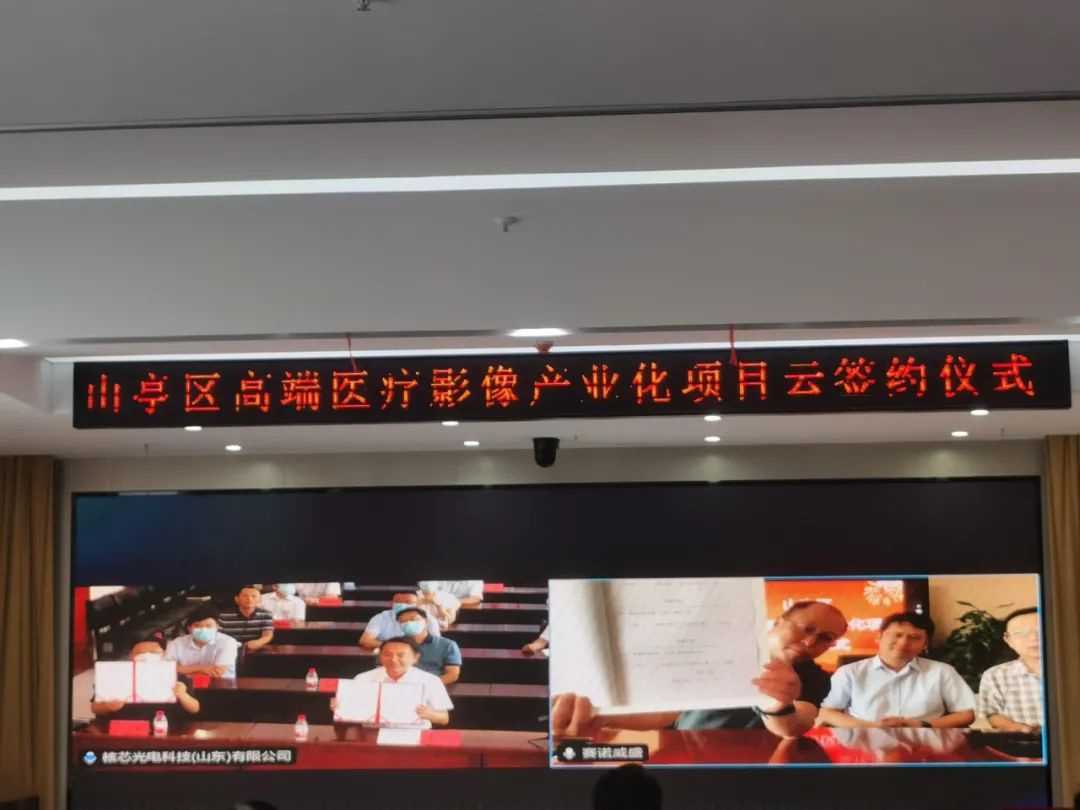 山亭区高端医疗影像产业化项目云签约仪式
核芯光电科技(山东)有限公司
赛诺威盛